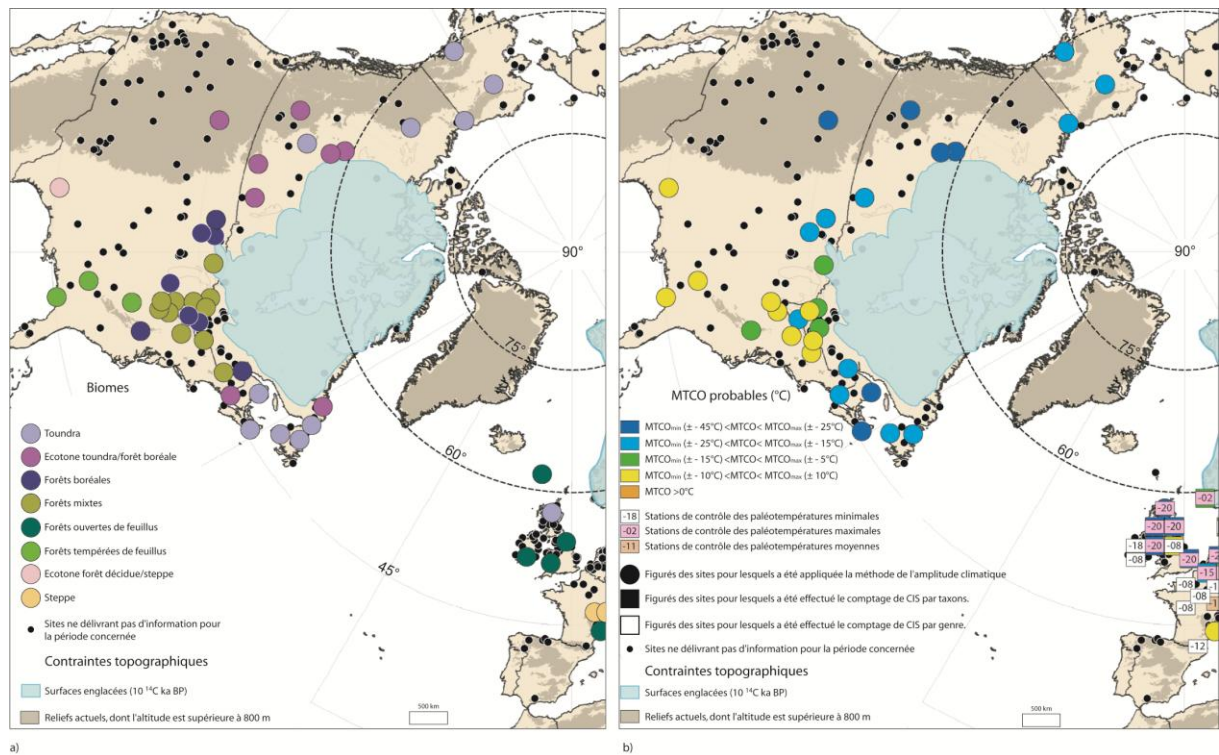 90°
75°
60°
45°
Biomes
Toundra
Ecotone toundra/forêt boréale
Forêts boréales
Forêts mixtes
Forêts ouvertes de feuillus
Forêts tempérées de feuillus
Ecotone forêt décidue/steppe
Steppe
Sites ne délivrant pas d'information pour
la période concernée
Contraintes topographiques
Surfaces englacées (10 ¹⁴C ka BP)
Reliefs actuels, dont l'altitude est supérieure à 800 m
500 km
a)
90°
75°
60°
45°
MTCO probables (°C)
MTCOmin (± - 45°C) <MTCO< MTCOmax (± - 25°C)
MTCOmin (± - 25°C) <MTCO< MTCOmax (± - 15°C)
MTCOmin (± - 15°C) <MTCO< MTCOmax (± - 5°C)
MTCOmin (± - 10°C) <MTCO< MTCOmax (± 10°C)
MTCO >0°C
-18 Stations de contrôle des paléotempératures minimales
-02 Stations de contrôle des paléotempératures maximales
-11 Stations de contrôle des paléotempératures moyennes
Figurés des sites pour lesquels a été appliquée la méthode de l'amplitude climatique
Figurés des sites pour lesquels a été effectué le comptage de CIS par taxons.
Figurés des sites pour lesquels a été effectué le comptage de CIS par genre.
Sites ne délivrant pas d'information pour la période concernée
Contraintes topographiques
Surfaces englacées (10 ¹⁴C ka BP)
Reliefs actuels, dont l'altitude est supérieure à 800 m
500 km
-02
-20
-20 -20
-18 -20 -08
-08 -20
-15
-08
-08
-08
-12
b)